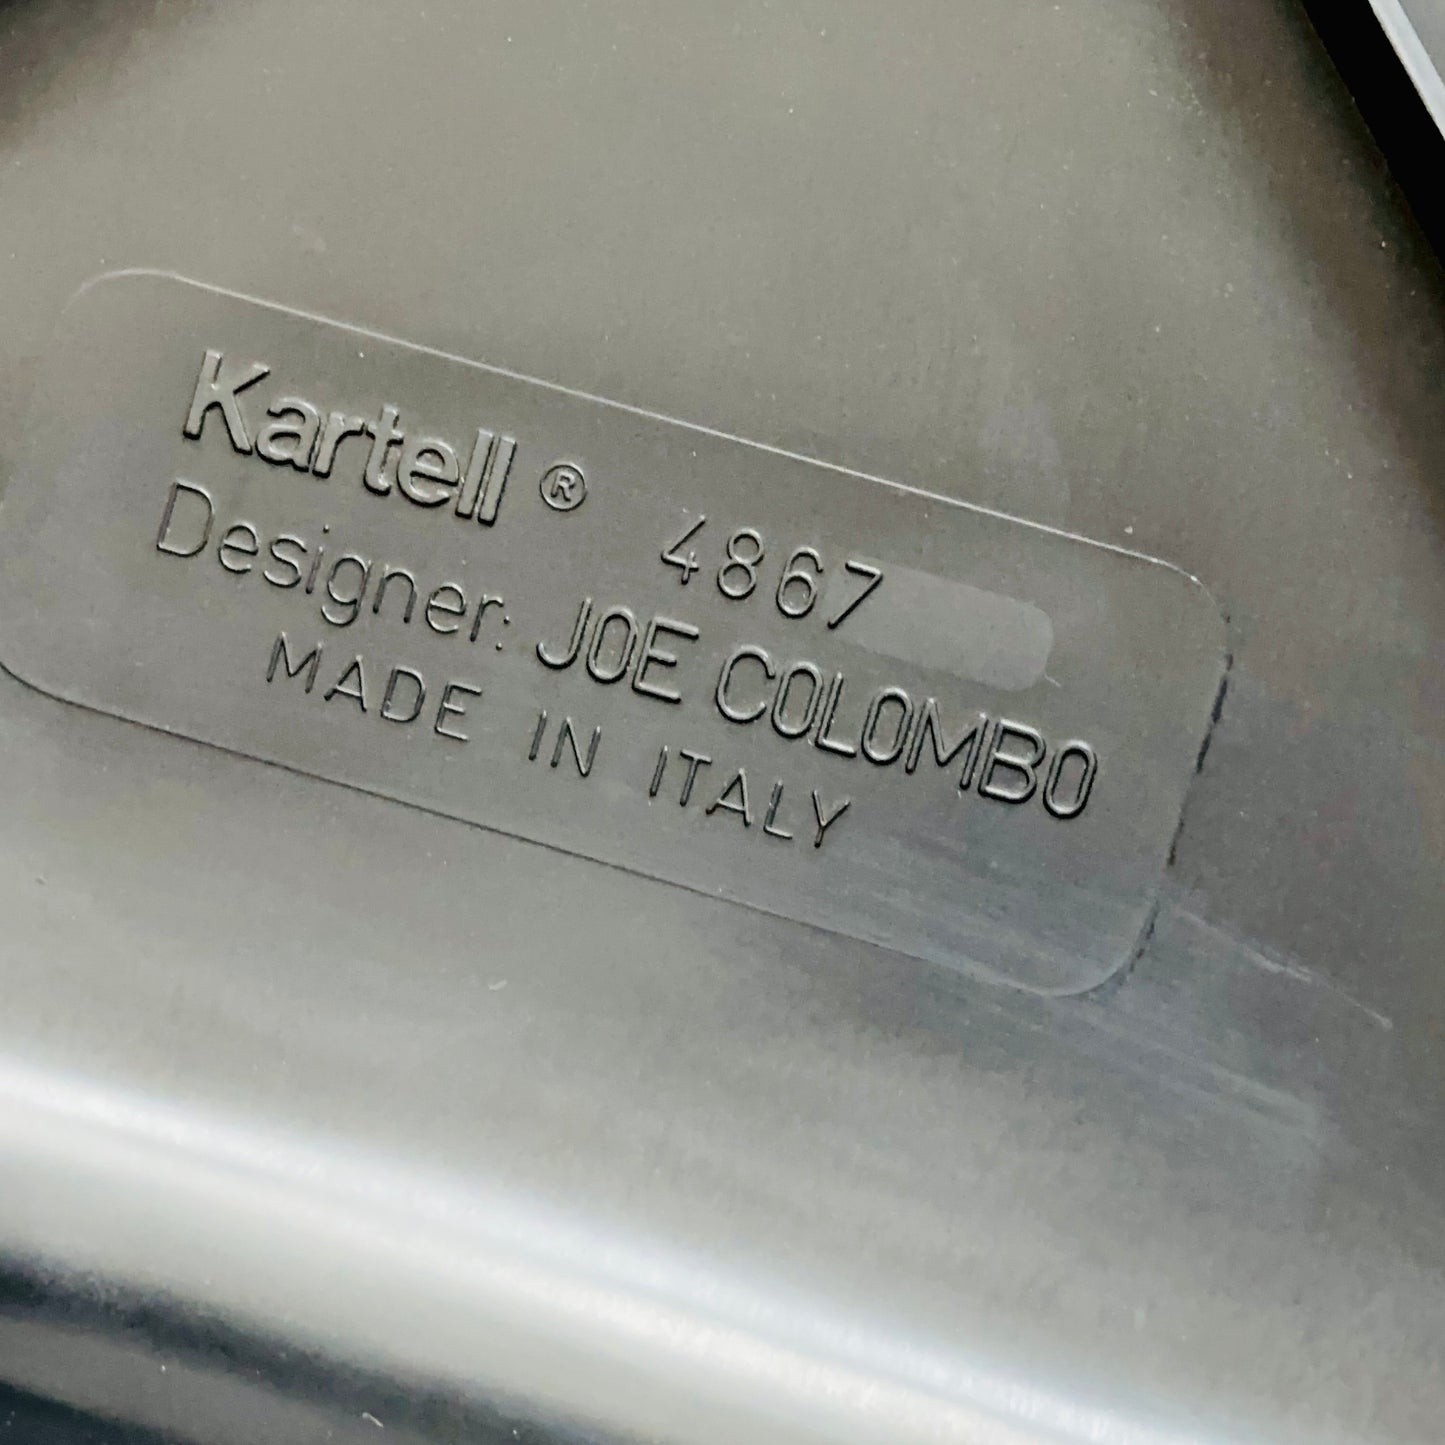 Kartell® 4867
Designer: JOE COLOMBO
MADE IN ITALY